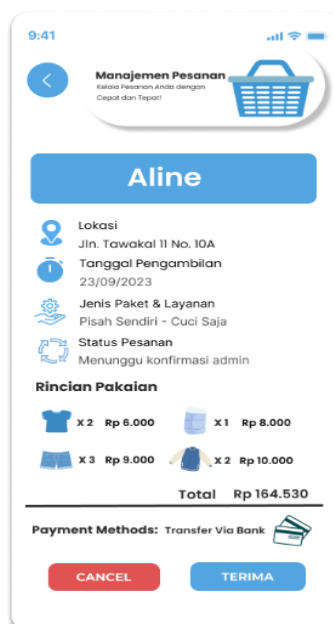 9:41
Manajemen Pesanan
Kelola Pesanan Anda dengan
Cepat dan Tepat!
Aline
Lokasi
Jln. Tawakal 11 No. 10A
Tanggal Pengambilan
23/09/2023
Jenis Paket & Layanan
Pisah Sendiri - Cuci Saja
Status Pesanan
Menunggu konfirmasi admin
Rincian Pakaian
X 2 Rp 6.000 X 1 Rp 8.000
X 3 Rp 9.000 X 2 Rp 10.000
Total Rp 164.530
Payment Methods: Transfer Via Bank
CANCEL TERIMA